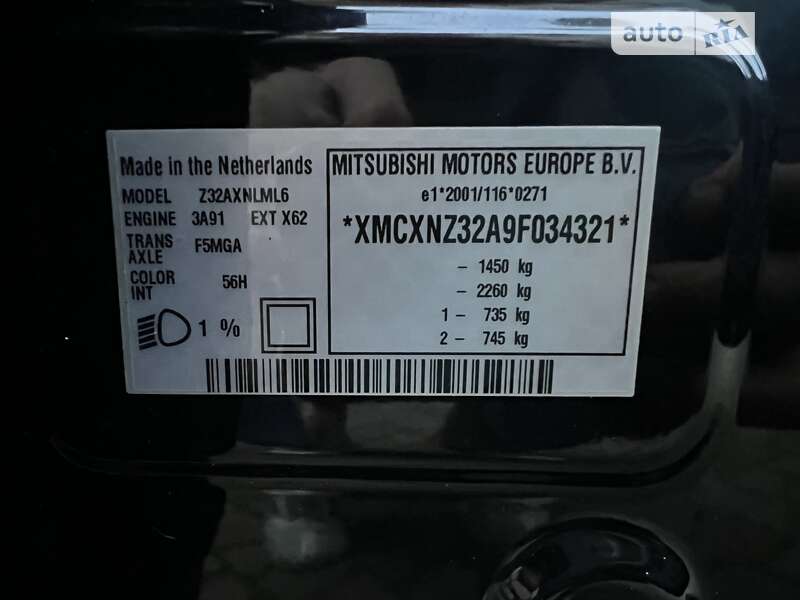 auto RIA
Made in the Netherlands
MODEL Z32AXNLML6
ENGINE 3A91 EXT X62
TRANS AXLE F5MGA
COLOR INT 56H
1 %
MITSUBISHI MOTORS EUROPE B.V.
e1*2001/116*0271
*XMCXNZ32A9F034321*
- 1450 kg
- 2260 kg
1 - 735 kg
2 - 745 kg